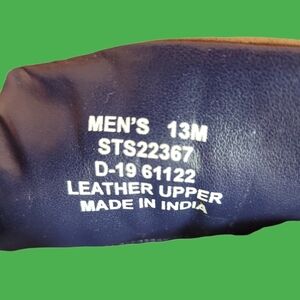 MEN'S 13M
STS22367
D-19 61122
LEATHER UPPER
MADE IN INDIA